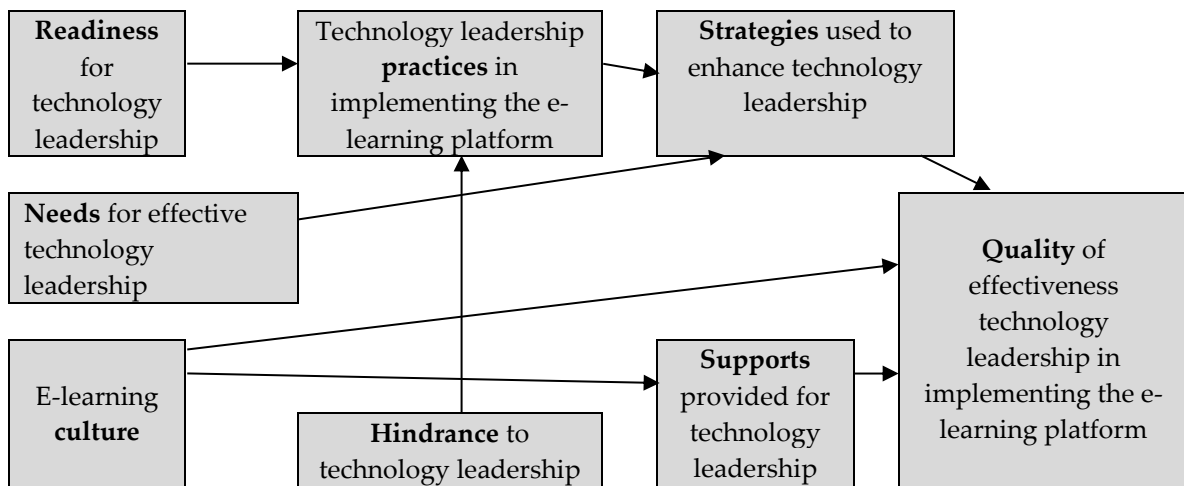 Readiness
for
technology
leadership
Technology leadership
practices in
implementing the e-
learning platform
Strategies used to
enhance technology
leadership
Needs for effective
technology
leadership
Quality of
effectiveness
technology
leadership in
implementing the e-
learning platform
E-learning
culture
Hindrance to
technology leadership
Supports
provided for
technology
leadership